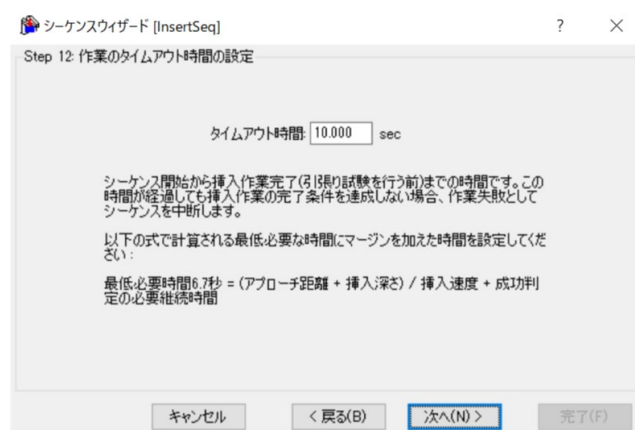 シーケンスウィザード [InsertSeq]
Step 12: 作業のタイムアウト時間の設定
タイムアウト時間: 10.000 sec
シーケンス開始から挿入作業完了(引張り試験を行う前)までの時間です。この
時間が経過しても挿入作業の完了条件を達成しない場合、作業失敗として
シーケンスを中断します。
以下の式で計算される最低必要な時間にマージンを加えた時間を設定してくだ
さい:
最低必要時間6.7秒 = (アプローチ距離 + 挿入深さ) / 挿入速度 + 成功判
定の必要継続時間
キャンセル < 戻る(B) 次へ(N) > 完了(F)